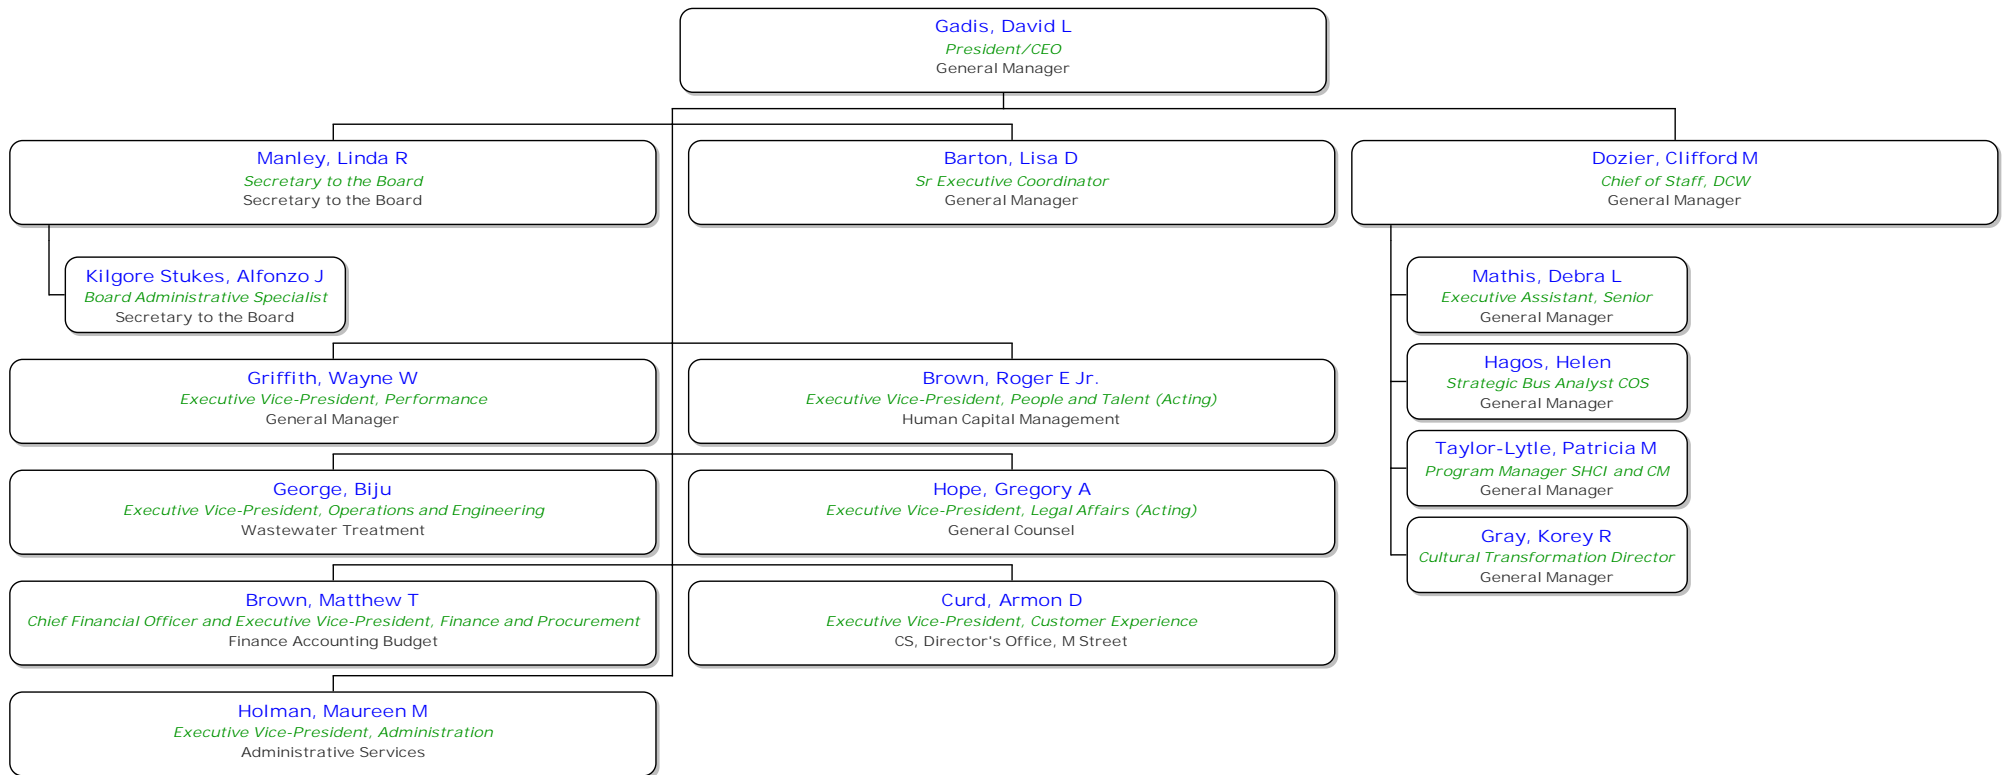 Gadis, David L
President/CEO
General Manager
Manley, Linda R
Secretary to the Board
Secretary to the Board
Barton, Lisa D
Sr Executive Coordinator
General Manager
Dozier, Clifford M
Chief of Staff, DCW
General Manager
Kilgore Stukes, Alfonzo J
Board Administrative Specialist
Secretary to the Board
Mathis, Debra L
Executive Assistant, Senior
General Manager
Hagos, Helen
Strategic Bus Analyst COS
General Manager
Taylor-Lytle, Patricia M
Program Manager SHCI and CM
General Manager
Gray, Korey R
Cultural Transformation Director
General Manager
Griffith, Wayne W
Executive Vice-President, Performance
General Manager
Brown, Roger E Jr.
Executive Vice-President, People and Talent (Acting)
Human Capital Management
George, Biju
Executive Vice-President, Operations and Engineering
Wastewater Treatment
Hope, Gregory A
Executive Vice-President, Legal Affairs (Acting)
General Counsel
Brown, Matthew T
Chief Financial Officer and Executive Vice-President, Finance and Procurement
Finance Accounting Budget
Curd, Armon D
Executive Vice-President, Customer Experience
CS, Director's Office, M Street
Holman, Maureen M
Executive Vice-President, Administration
Administrative Services